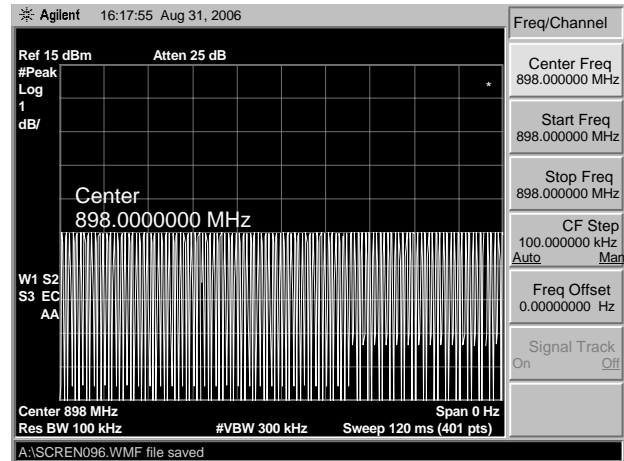 Agilent 16:17:55 Aug 31, 2006
Freq/Channel
Ref 15 dBm Atten 25 dB
#Peak
Log
1
dB/
*
Center
898.0000000 MHz
W1 S2
S3 EC
AA
Center 898 MHz Span 0 Hz
Res BW 100 kHz #VBW 300 kHz Sweep 120 ms (401 pts)
A:\SCREN096.WMF file saved
Center Freq
898.000000 MHz
Start Freq
898.000000 MHz
Stop Freq
898.000000 MHz
CF Step
100.000000 kHz
Auto Man
Freq Offset
0.00000000 Hz
Signal Track
On Off